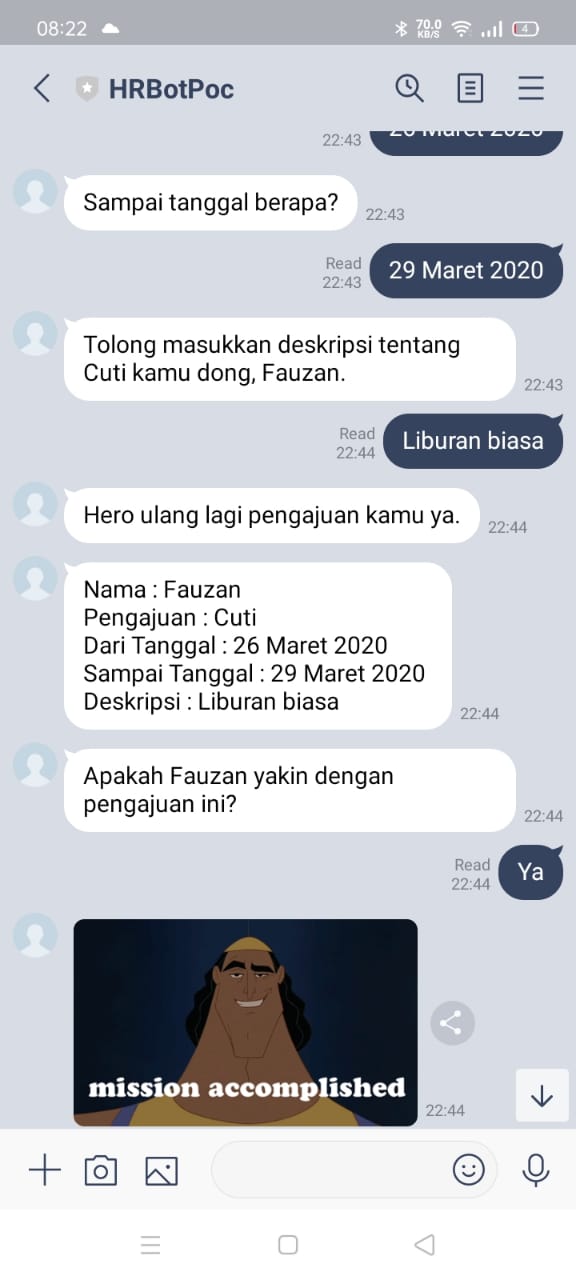 08:22
70.0
KB/S
4
HRBotPoc
22:43
26 Maret 2020
Sampai tanggal berapa?
22:43
Read
22:43
29 Maret 2020
Tolong masukkan deskripsi tentang
Cuti kamu dong, Fauzan.
22:43
Read
22:44
Liburan biasa
Hero ulang lagi pengajuan kamu ya.
22:44
Nama : Fauzan
Pengajuan : Cuti
Dari Tanggal : 26 Maret 2020
Sampai Tanggal : 29 Maret 2020
Deskripsi : Liburan biasa
22:44
Apakah Fauzan yakin dengan
pengajuan ini?
22:44
Read
22:44
Ya
mission accomplished
22:44